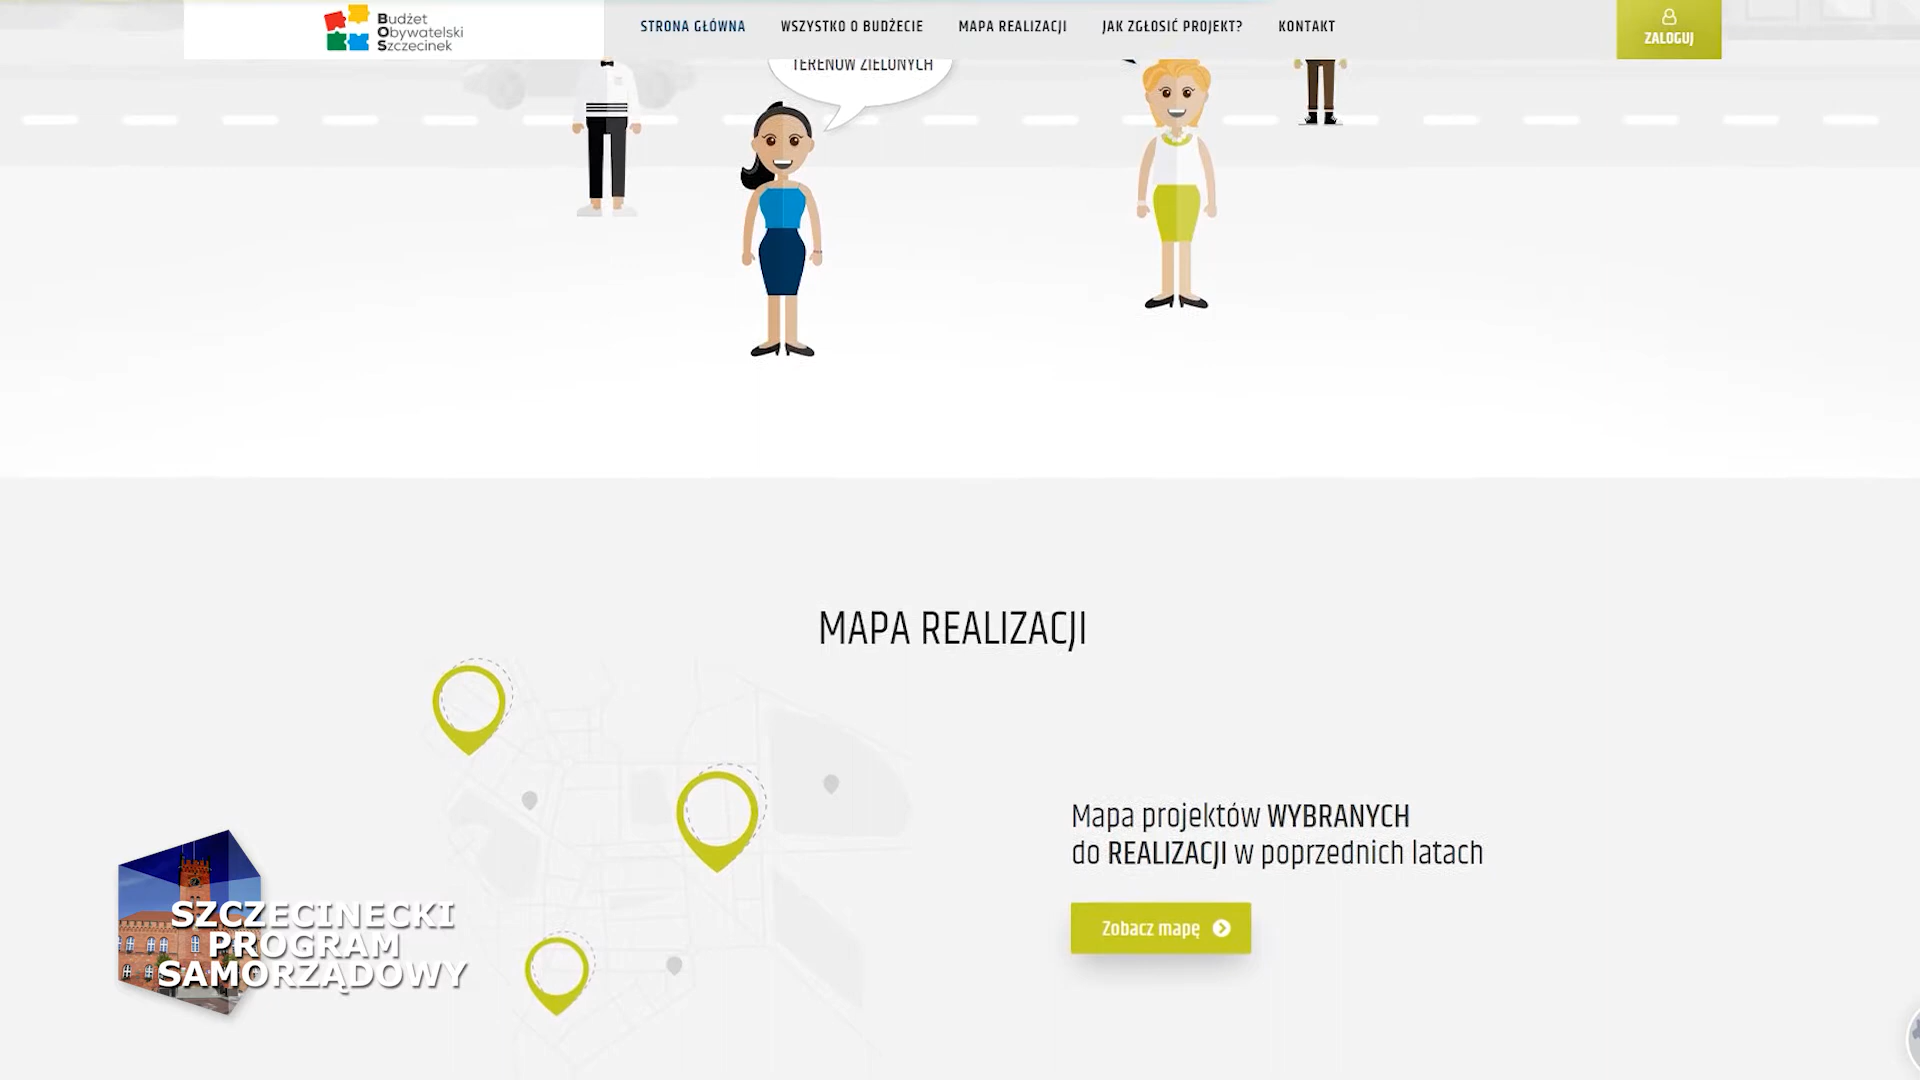 Budżet
Obywatelski
Szczecinek
STRONA GŁÓWNA
WSZYSTKO O BUDŻECIE
MAPA REALIZACJI
JAK ZGŁOSIĆ PROJEKT?
KONTAKT
ZALOGUJ
TERENÓW ZIELONYCH
MAPA REALIZACJI
Mapa projektów WYBRANYCH
do REALIZACJI w poprzednich latach
Zobacz mapę
SZCZECINECKI
PROGRAM
SAMORZĄDOWY